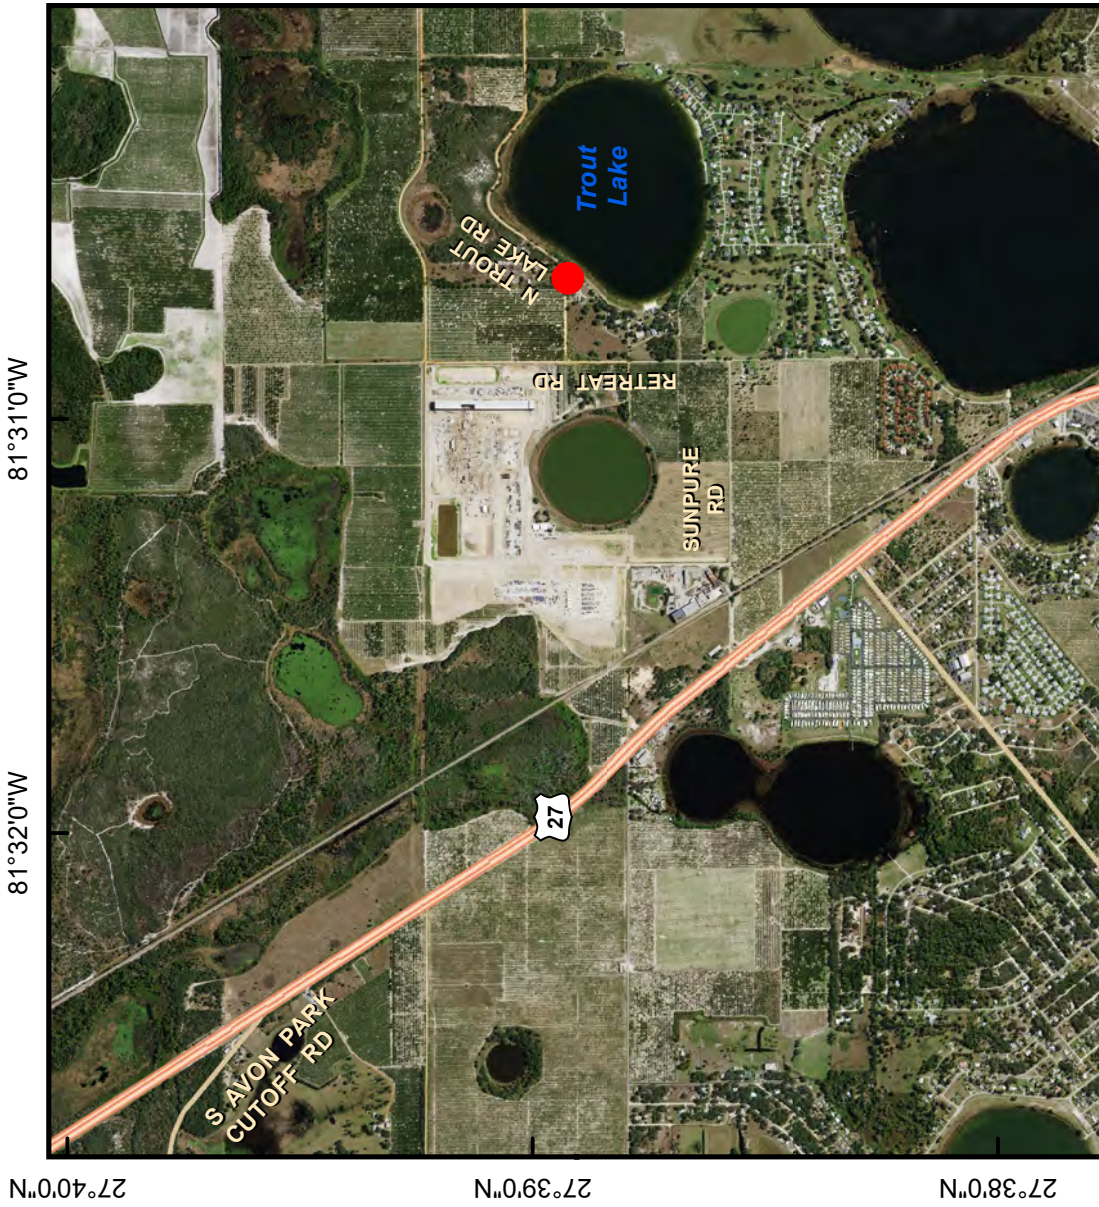 81°31'0"W
81°32'0"W
27°40'0"N
27°39'0"N
27°38'0"N
Trout
Lake
N TROUT
LAKE RD
RETREAT RD
SUNPURE
RD
27
S AVON PARK
CUTOFF RD